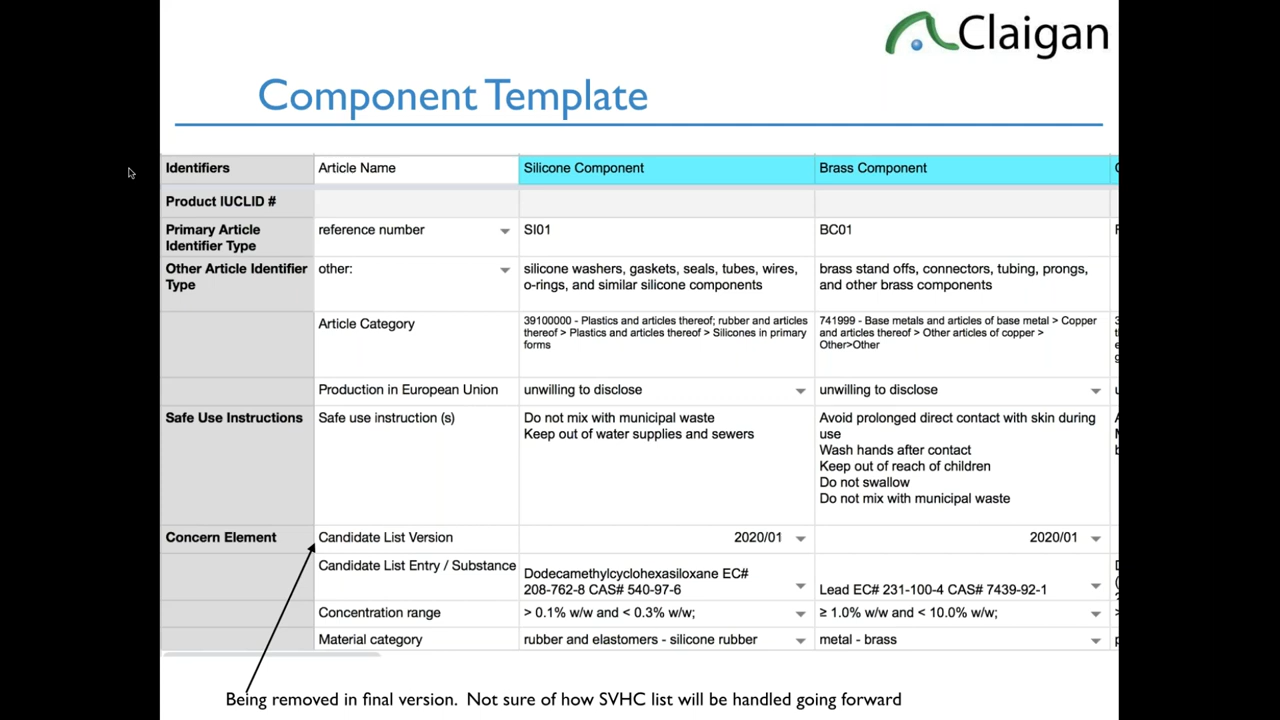 Claigan
Component Template
Identifiers
Article Name
Silicone Component
Brass Component
Product IUCLID #
Primary Article
Identifier Type
reference number
SI01
BC01
Other Article Identifier
Type
other:
silicone washers, gaskets, seals, tubes, wires,
o-rings, and similar silicone components
brass stand offs, connectors, tubing, prongs,
and other brass components
Article Category
39100000 - Plastics and articles thereof; rubber and articles
thereof > Plastics and articles thereof > Silicones in primary
forms
741999 - Base metals and articles of base metal > Copper
and articles thereof > Other articles of copper >
Other>Other
Production in European Union
unwilling to disclose
unwilling to disclose
Safe Use Instructions
Safe use instruction (s)
Do not mix with municipal waste
Keep out of water supplies and sewers
Avoid prolonged direct contact with skin during
use
Wash hands after contact
Keep out of reach of children
Do not swallow
Do not mix with municipal waste
Concern Element
Candidate List Version
2020/01
2020/01
Candidate List Entry / Substance
Dodecamethylcyclohexasiloxane EC#
208-762-8 CAS# 540-97-6
Lead EC# 231-100-4 CAS# 7439-92-1
Concentration range
> 0.1% w/w and < 0.3% w/w;
≥ 1.0% w/w and < 10.0% w/w;
Material category
rubber and elastomers - silicone rubber
metal - brass
Being removed in final version. Not sure of how SVHC list will be handled going forward